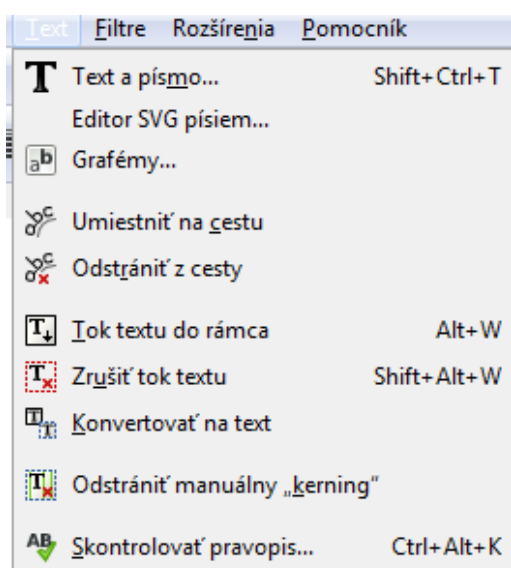 Text Filtre Rozšírenia Pomocník
Text a písmo... Shift+Ctrl+T
Editor SVG písiem...
Grafémy...
Umiestniť na cestu
Odstrániť z cesty
Tok textu do rámca Alt+W
Zrušiť tok textu Shift+Alt+W
Konvertovať na text
Odstrániť manuálny „kerning“
Skontrolovať pravopis... Ctrl+Alt+K